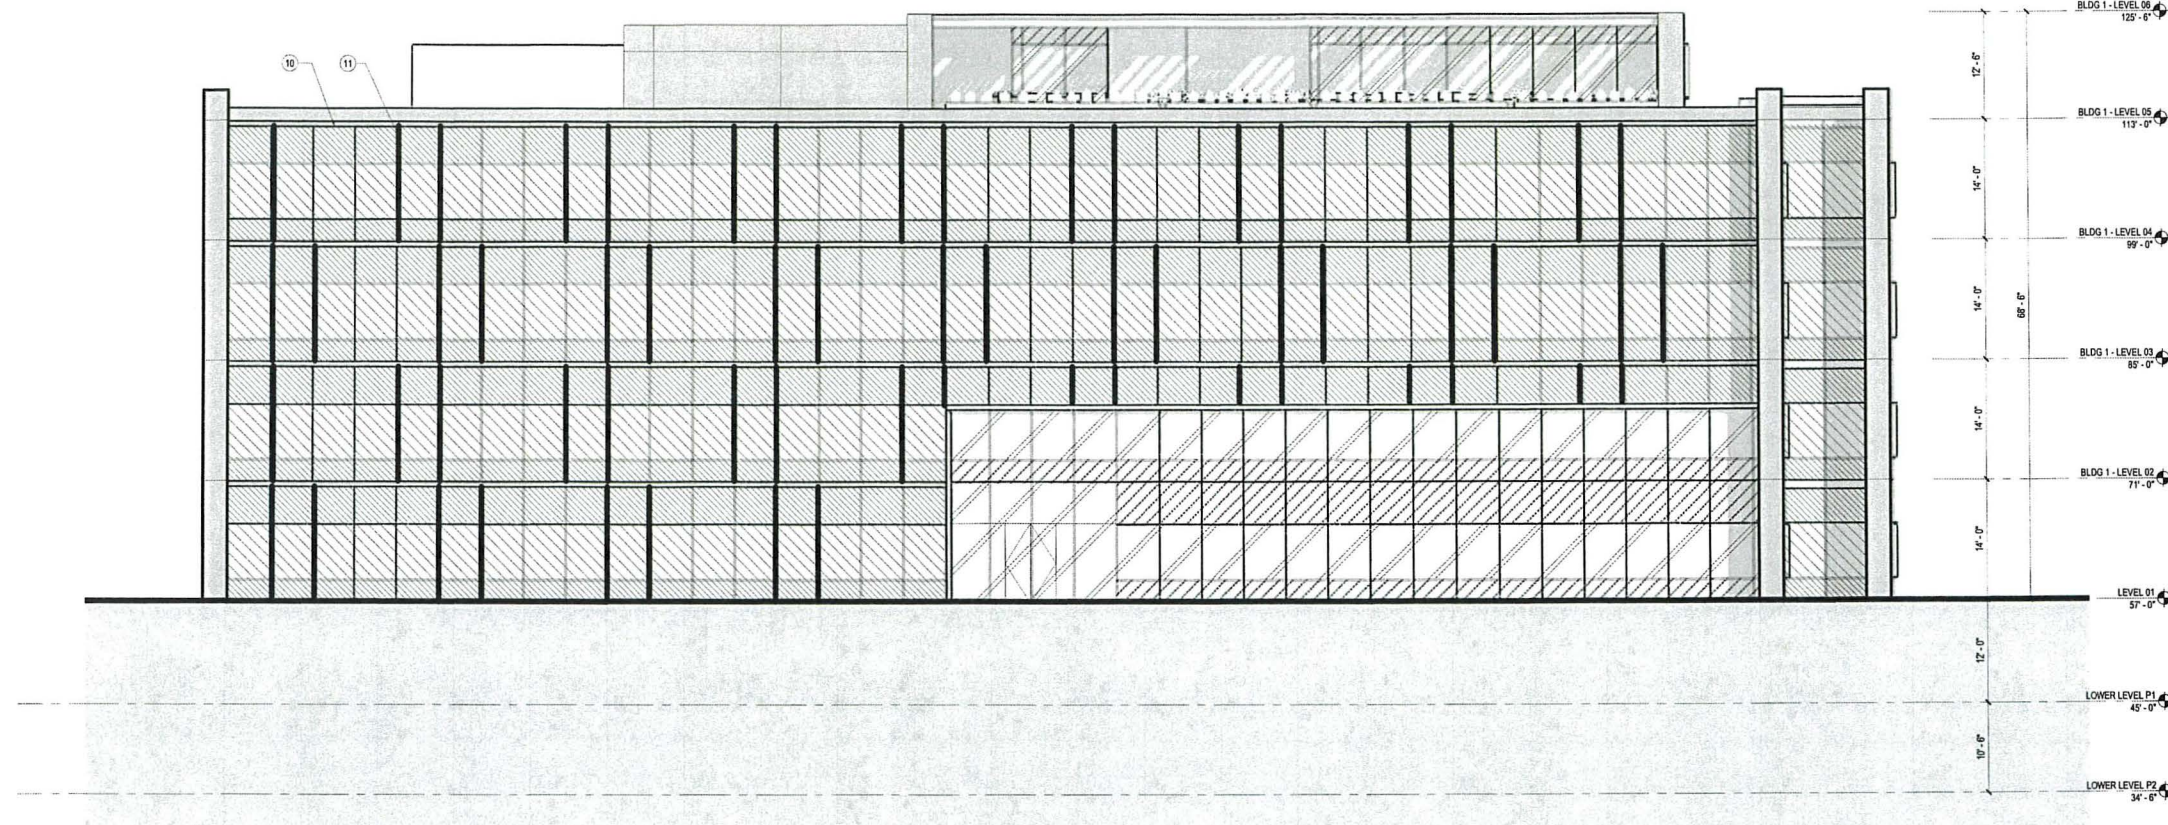 BLDG 1 - LEVEL 06
125' - 6"
12' - 6"
10
11
BLDG 1 - LEVEL 05
113' - 0"
14' - 0"
BLDG 1 - LEVEL 04
99' - 0"
14' - 0"
68' - 6"
BLDG 1 - LEVEL 03
85' - 0"
14' - 0"
BLDG 1 - LEVEL 02
71' - 0"
14' - 0"
LEVEL 01
57' - 0"
12' - 0"
LOWER LEVEL P1
45' - 0"
10' - 6"
LOWER LEVEL P2
34' - 6"